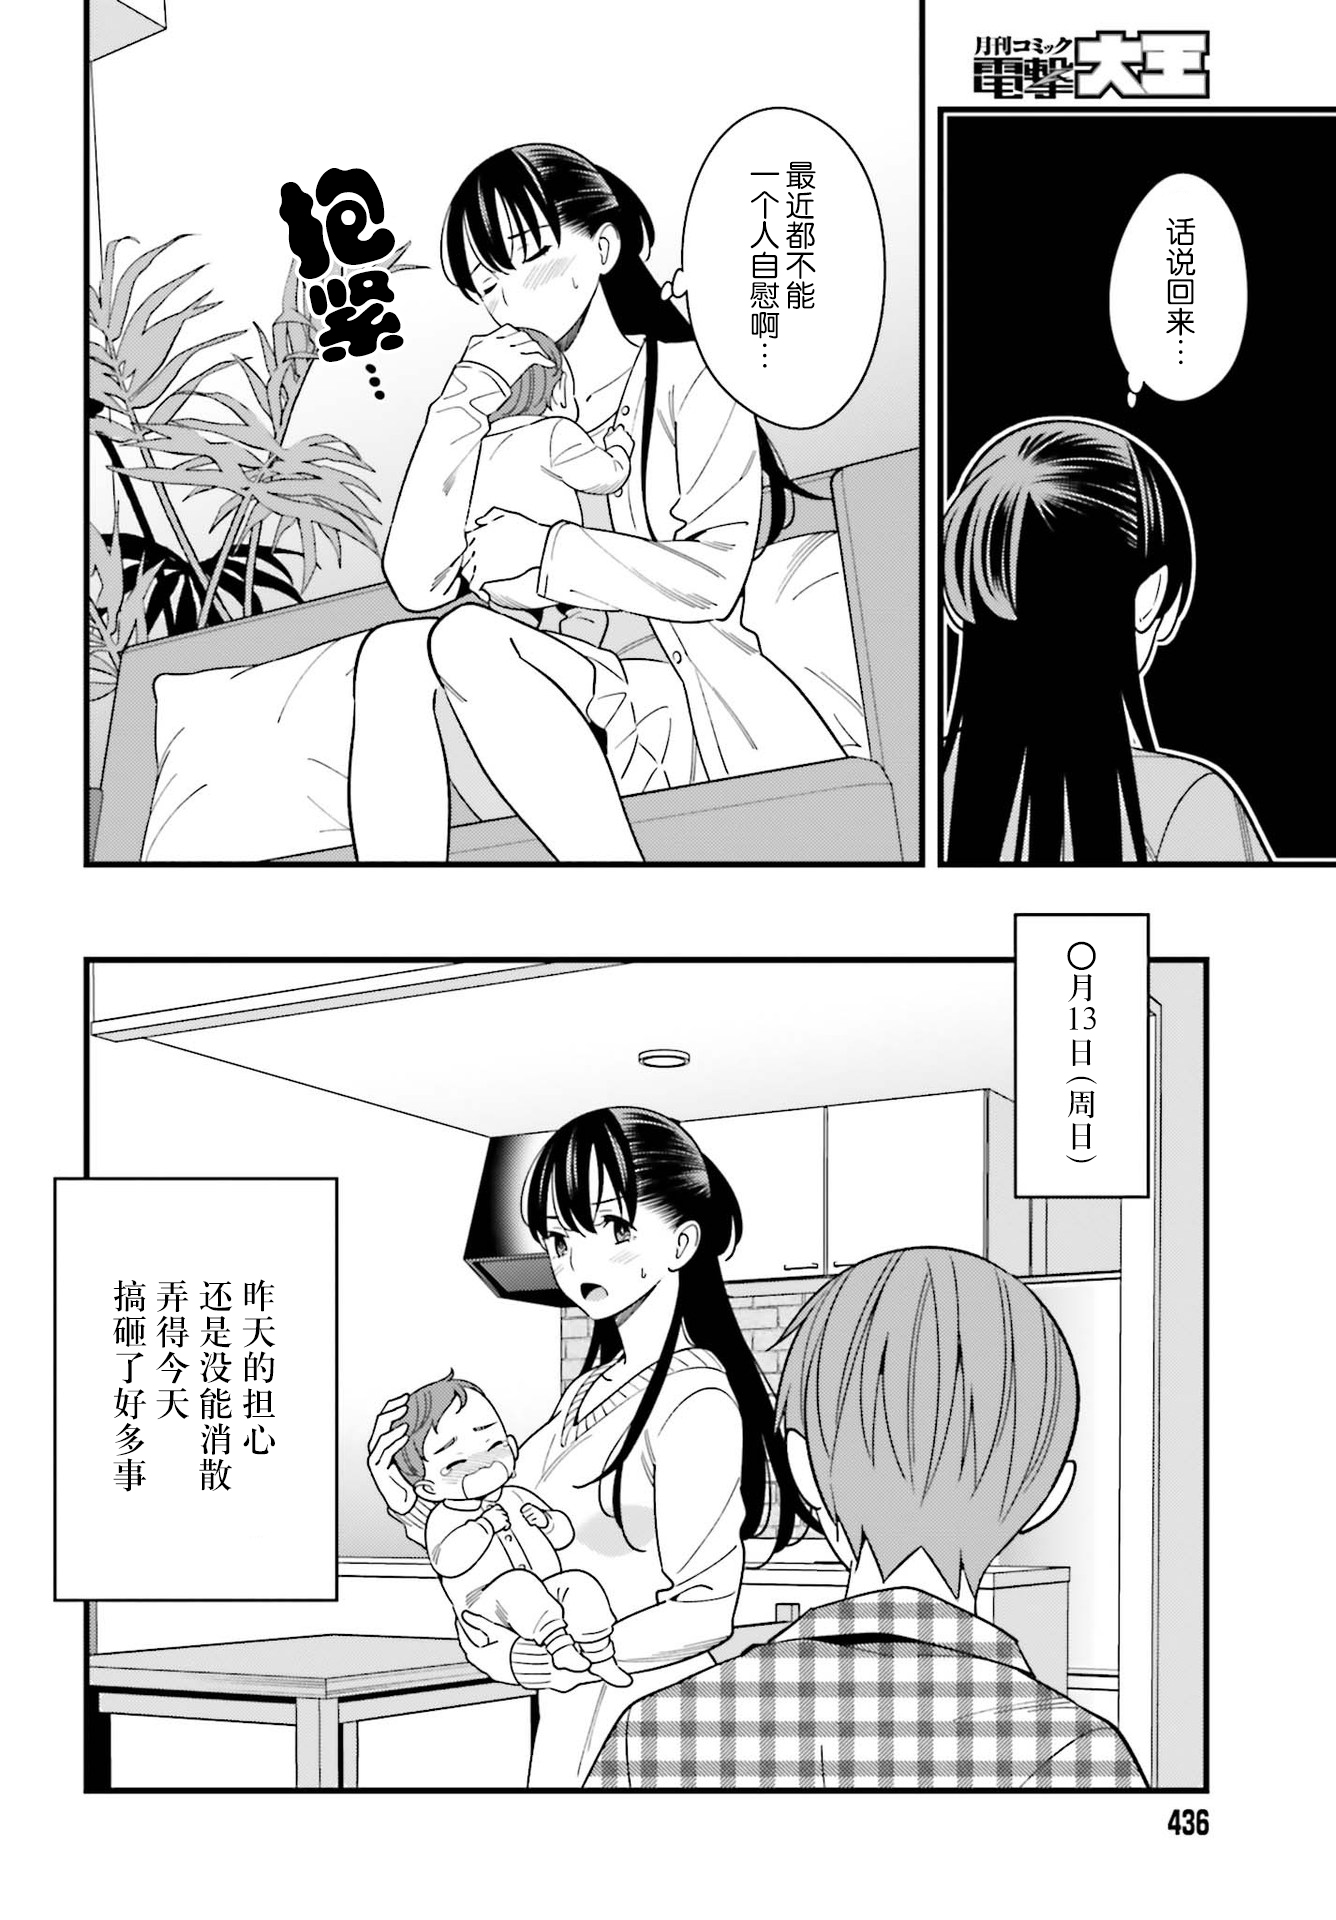 月刊コミック
電撃大王
话说回来…
最近都不能
一个人自慰啊…
抱紧…
〇月13日(周日)
昨天的担心
还是没能消散
弄得今天
搞砸了好多事
436